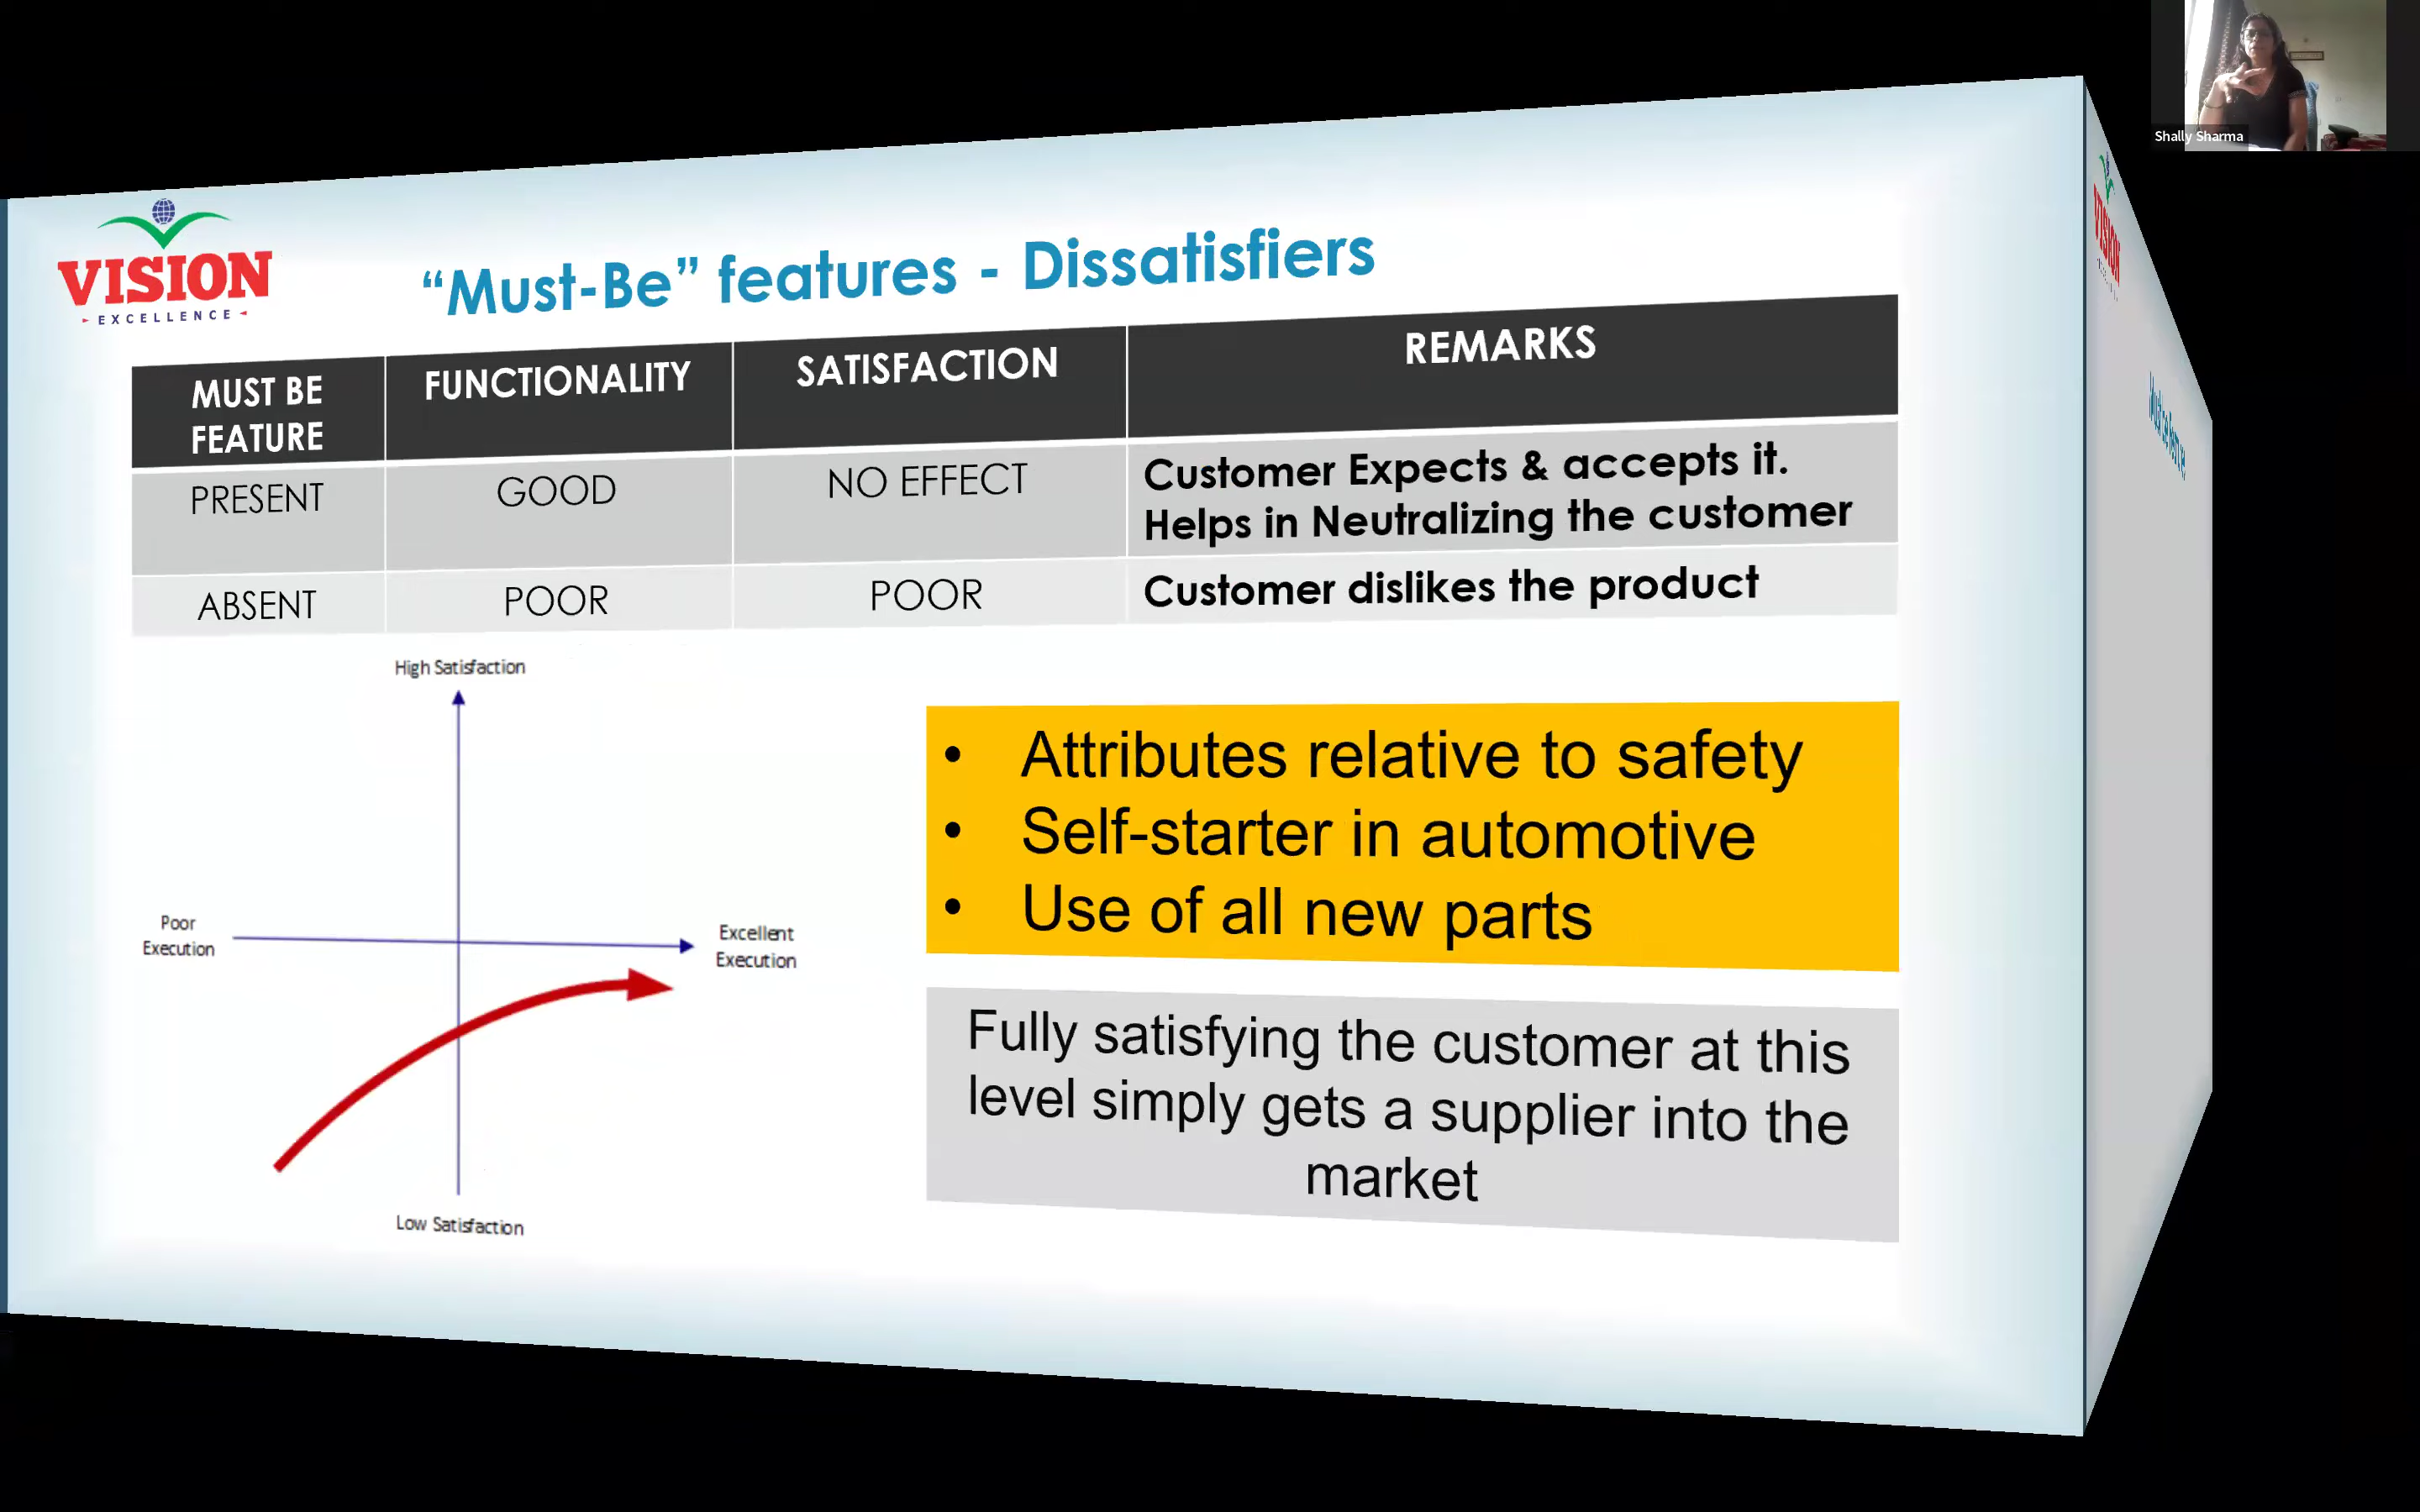 Shally Sharma
VISION
EXCELLENCE
“Must-Be” features - Dissatisfiers
MUST BE FEATURE
FUNCTIONALITY
SATISFACTION
REMARKS
PRESENT
GOOD
NO EFFECT
Customer Expects & accepts it.
Helps in Neutralizing the customer
ABSENT
POOR
POOR
Customer dislikes the product
High Satisfaction
Poor
Execution
Excellent
Execution
Low Satisfaction
• Attributes relative to safety
• Self-starter in automotive
• Use of all new parts
Fully satisfying the customer at this
level simply gets a supplier into the
market
VISION